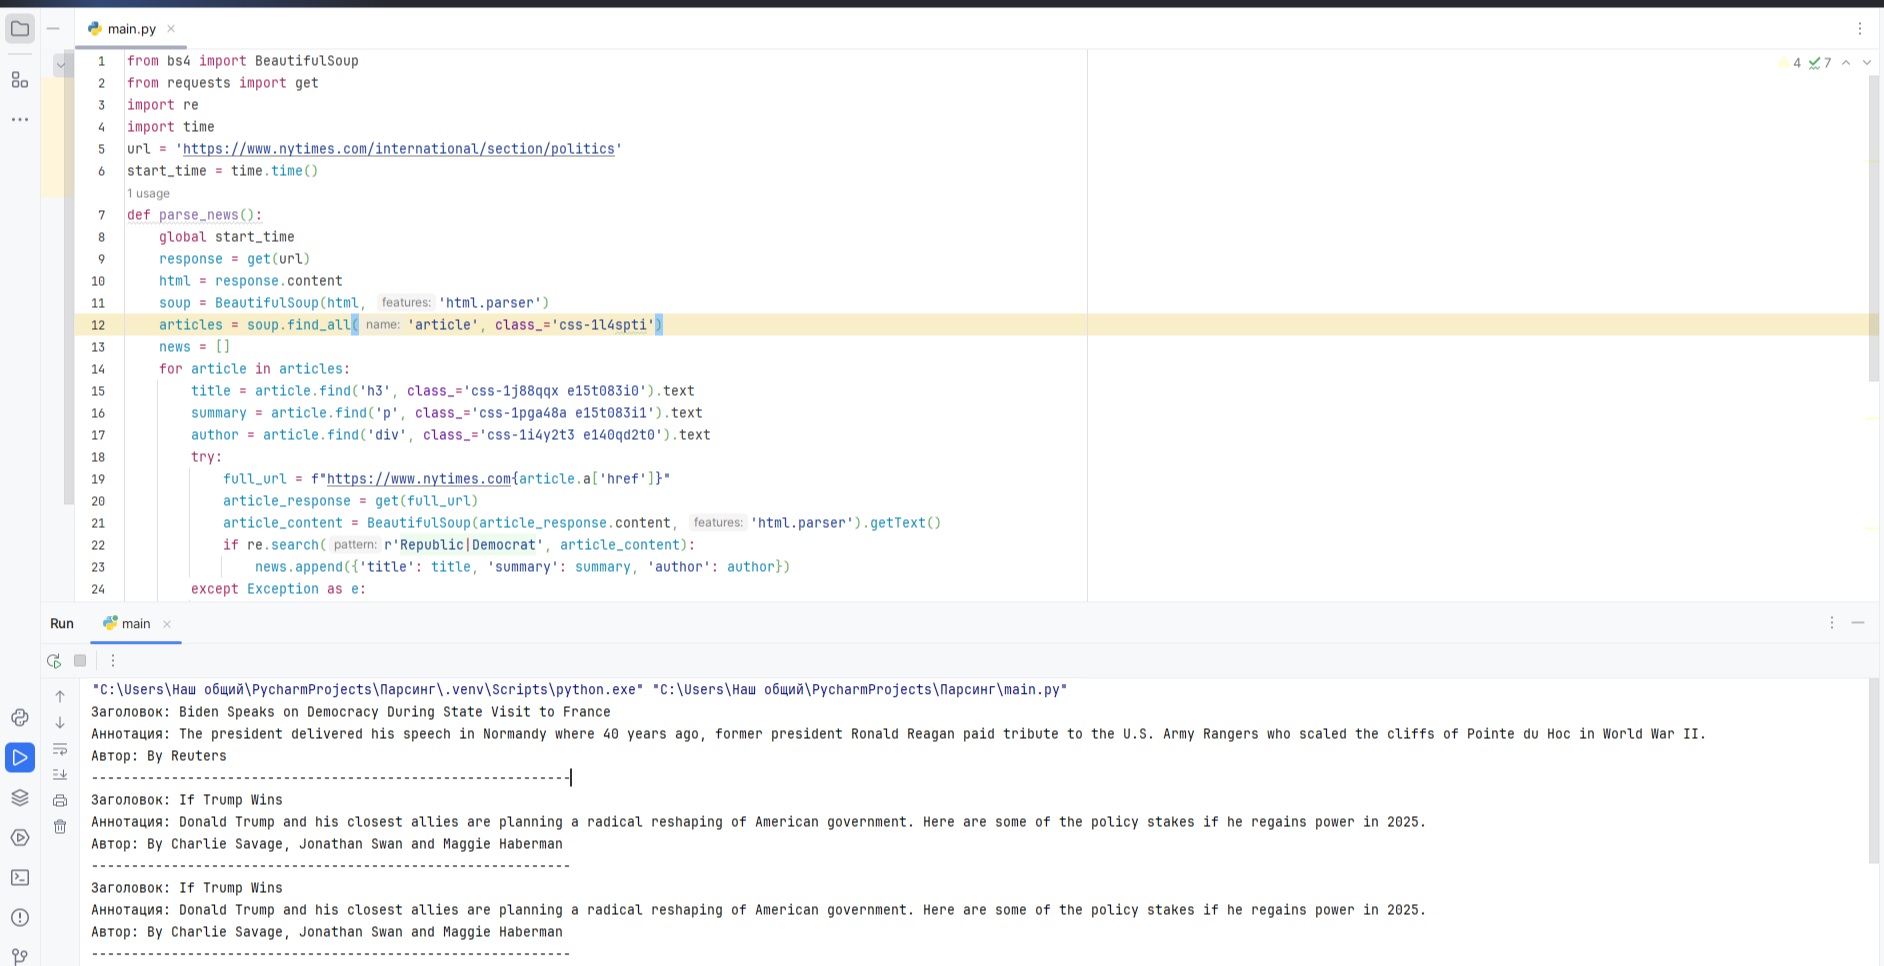 main.py
4 7
1 from bs4 import BeautifulSoup
2 from requests import get
3 import re
4 import time
5 url = 'https://www.nytimes.com/international/section/politics'
6 start_time = time.time()
1 usage
7 def parse_news():
8 global start_time
9 response = get(url)
10 html = response.content
11 soup = BeautifulSoup(html, features: 'html.parser')
12 articles = soup.find_all( name: 'article', class_='css-1l4spti')
13 news = []
14 for article in articles:
15 title = article.find('h3', class_='css-1j88qqx e15t083i0').text
16 summary = article.find('p', class_='css-1pga48a e15t083i1').text
17 author = article.find('div', class_='css-1i4y2t3 e140qd2t0').text
18 try:
19 full_url = f"https://www.nytimes.com{article.a['href']}"
20 article_response = get(full_url)
21 article_content = BeautifulSoup(article_response.content, features: 'html.parser').getText()
22 if re.search( pattern: r'Republic|Democrat', article_content):
23 news.append({'title': title, 'summary': summary, 'author': author})
24 except Exception as e:
Run main
"C:\Users\Наш общий\PycharmProjects\Парсинг\.venv\Scripts\python.exe" "C:\Users\Наш общий\PycharmProjects\Парсинг\main.py"
Заголовок: Biden Speaks on Democracy During State Visit to France
Аннотация: The president delivered his speech in Normandy where 40 years ago, former president Ronald Reagan paid tribute to the U.S. Army Rangers who scaled the cliffs of Pointe du Hoc in World War II.
Автор: By Reuters
------------------------------------------------------------
Заголовок: If Trump Wins
Аннотация: Donald Trump and his closest allies are planning a radical reshaping of American government. Here are some of the policy stakes if he regains power in 2025.
Автор: By Charlie Savage, Jonathan Swan and Maggie Haberman
------------------------------------------------------------
Заголовок: If Trump Wins
Аннотация: Donald Trump and his closest allies are planning a radical reshaping of American government. Here are some of the policy stakes if he regains power in 2025.
Автор: By Charlie Savage, Jonathan Swan and Maggie Haberman
------------------------------------------------------------